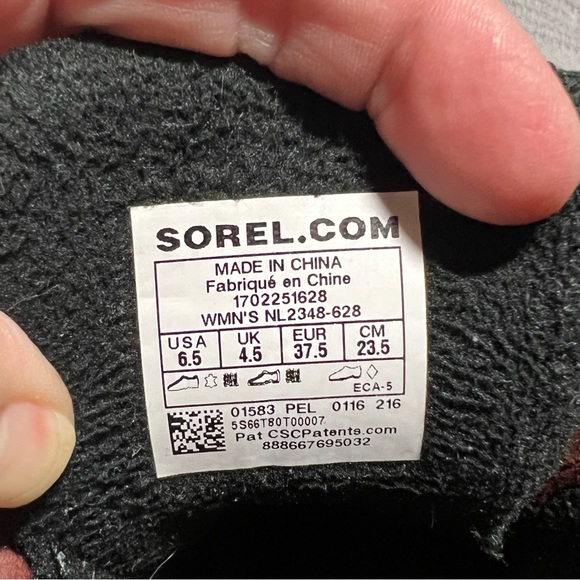 SOREL.COM
MADE IN CHINA
Fabriqué en Chine
1702251628
WMN'S NL2348-628
USA UK EUR CM
6.5 4.5 37.5 23.5
ECA-5
01583 PEL 0116 216
5S66T80T00007
Pat CSCPatents.com
888667695032